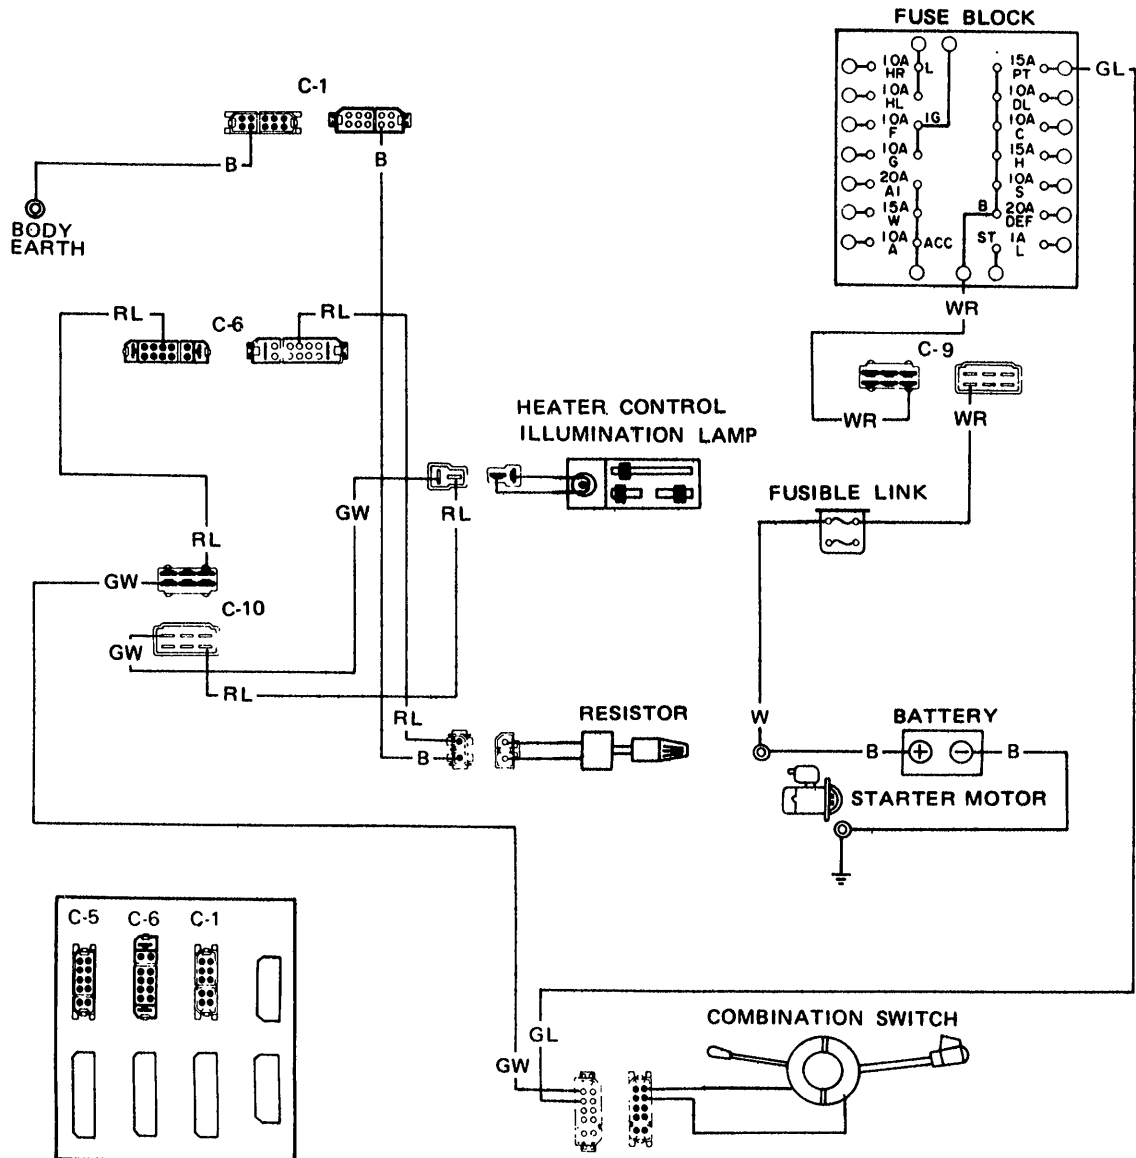 FUSE BLOCK
10A
HR
L
15A
PT
GL
10A
HL
10A
DL
10A
F
IG
10A
C
10A
G
15A
H
20A
A1
10A
S
15A
W
B
20A
DEF
10A
A
ACC
ST
1A
L
C-1
B
B
BODY
EARTH
WR
RL
C-6
RL
C-9
WR
WR
HEATER CONTROL
ILLUMINATION LAMP
FUSIBLE LINK
GW
RL
RL
GW
C-10
GW
RL
RL
B
RESISTOR
W
BATTERY
B
+
−
B
STARTER MOTOR
C-5
C-6
C-1
COMBINATION SWITCH
GL
GW